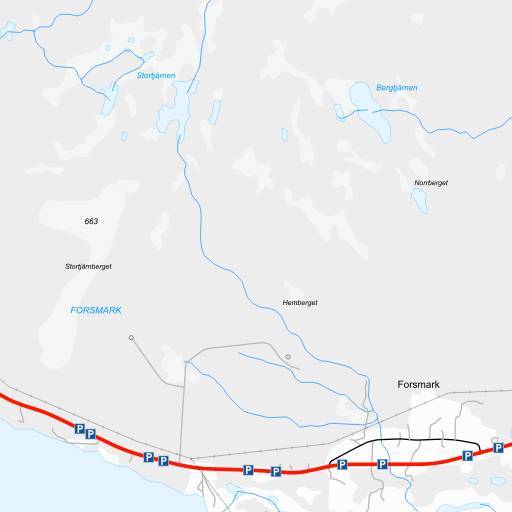 Stortjärnen
Bergtjärnen
Norrberget
663
Stortjärnberget
Hemberget
FORSMARK
Forsmark
P
P
P
P
P
P
P
P
P
P